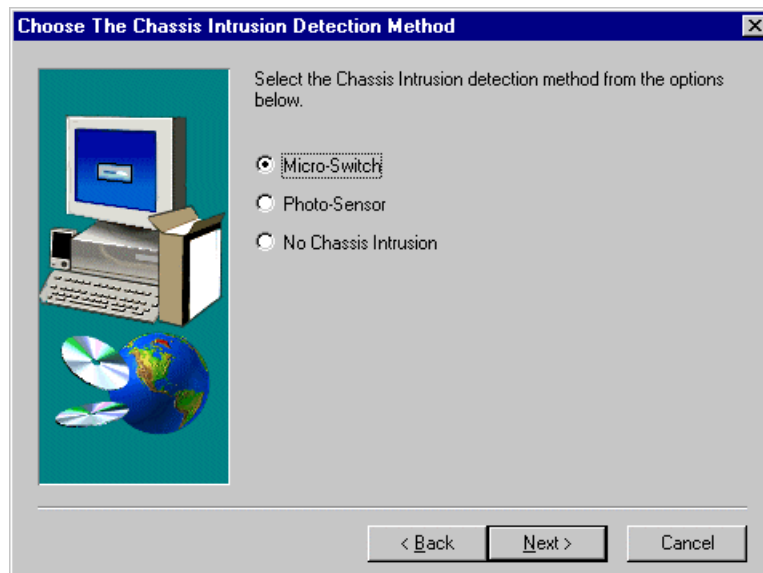 Choose The Chassis Intrusion Detection Method
Select the Chassis Intrusion detection method from the options
below.
Micro-Switch
Photo-Sensor
No Chassis Intrusion
< Back Next > Cancel